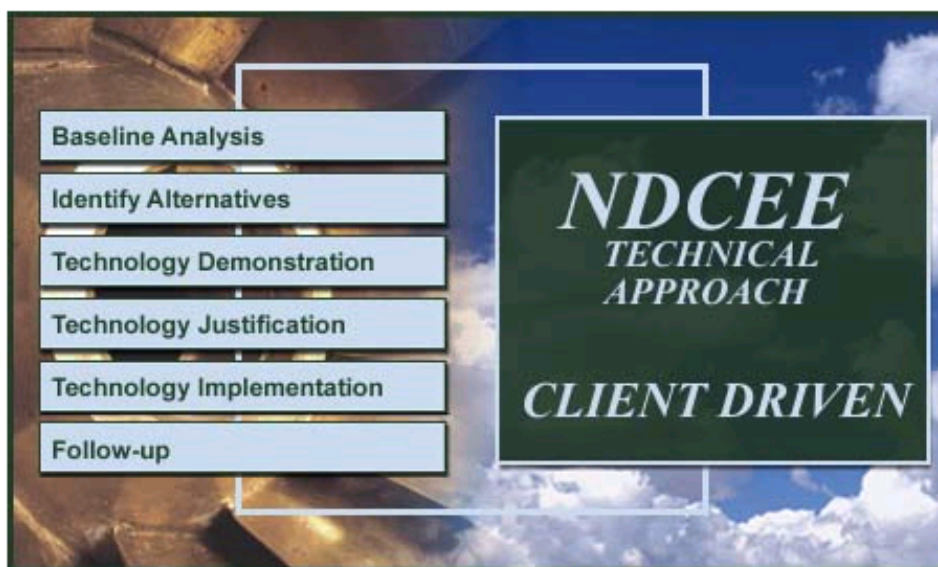 Baseline Analysis
Identify Alternatives
Technology Demonstration
Technology Justification
Technology Implementation
Follow-up
NDCEE
TECHNICAL
APPROACH
CLIENT DRIVEN